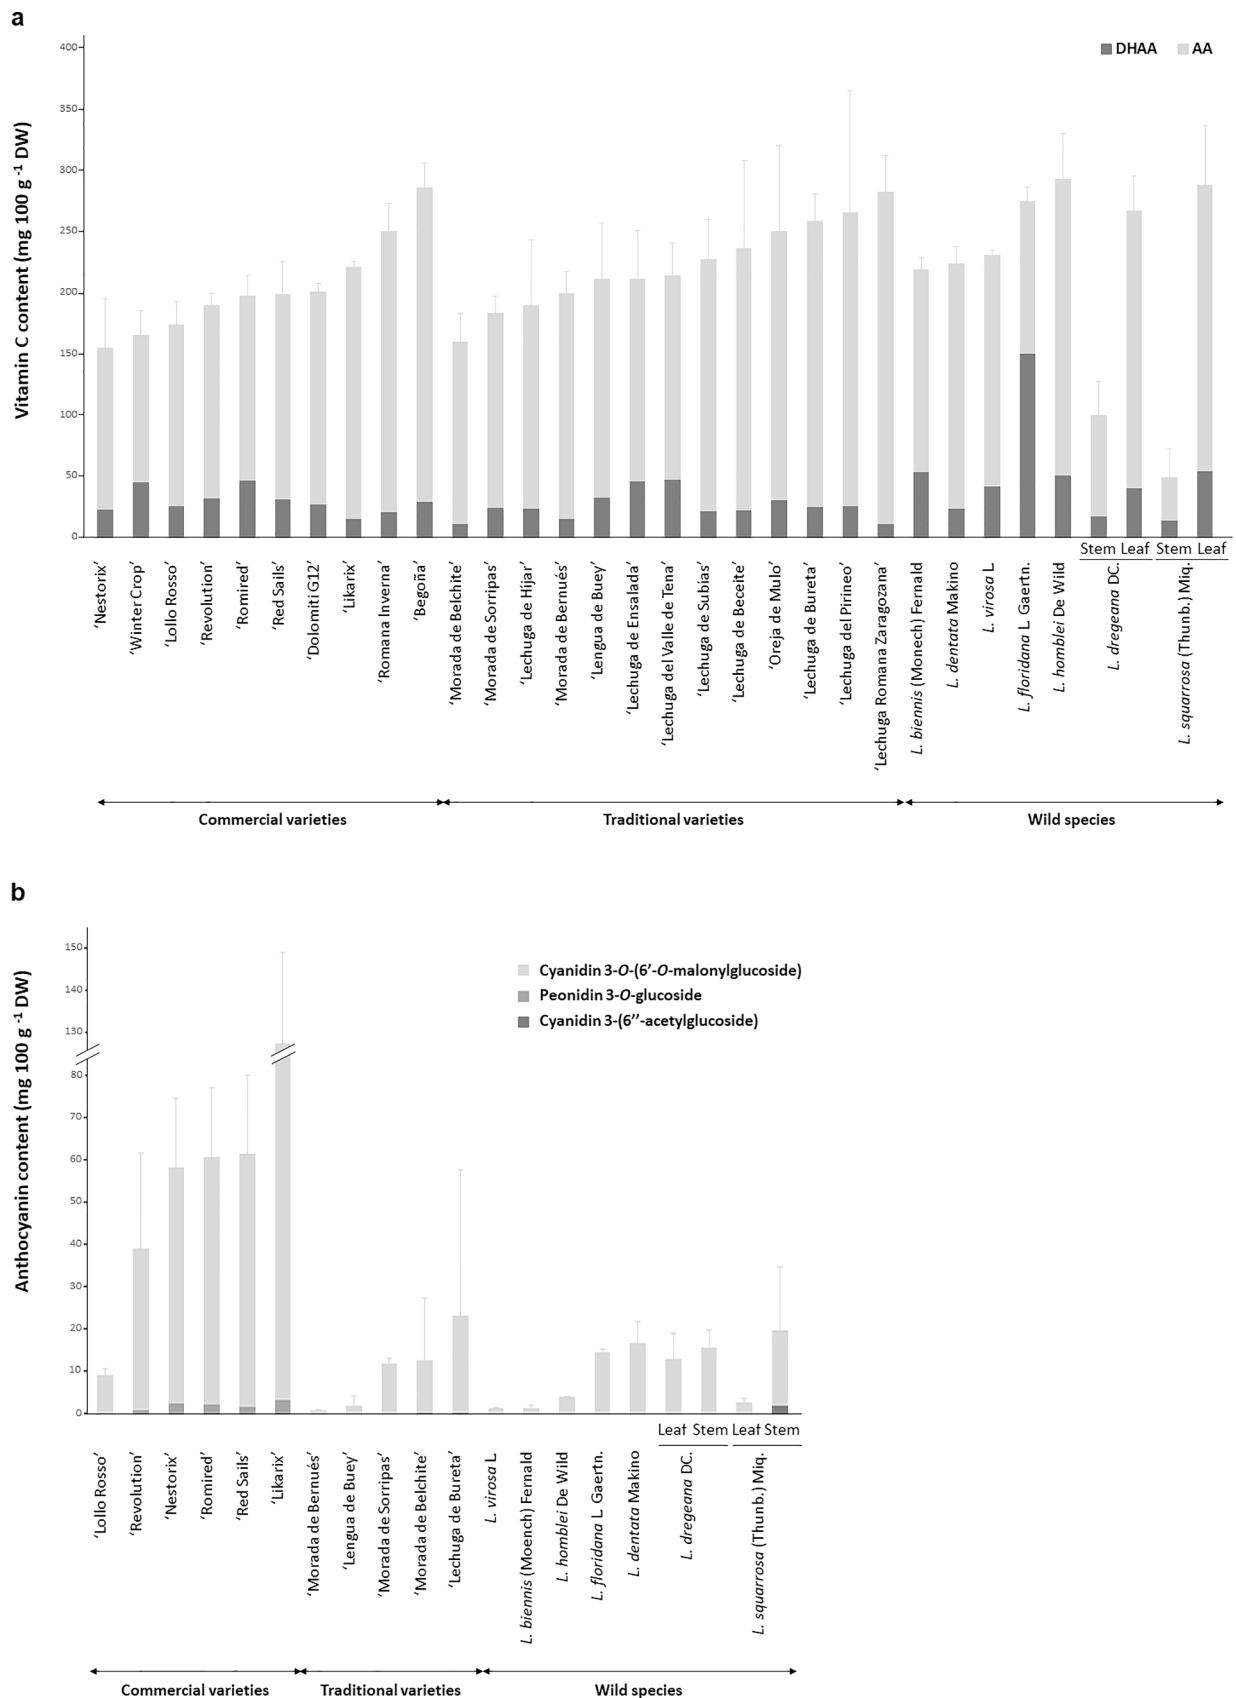 a
DHAA AA
Vitamin C content (mg 100 g -1 DW)
400
350
300
250
200
150
100
50
0
Stem Leaf Stem Leaf
‘Nestorix’
‘Winter Crop’
‘Lollo Rosso’
‘Revolution’
‘Romired’
‘Red Sails’
‘Dolomiti G12’
‘Likarix’
‘Romana Inverna’
‘Begoña’
‘Morada de Belchite’
‘Morada de Sorripas’
‘Lechuga de Híjar’
‘Morada de Bernués’
‘Lengua de Buey’
‘Lechuga de Ensalada’
‘Lechuga del Valle de Tena’
‘Lechuga de Subias’
‘Lechuga de Beceite’
‘Oreja de Mulo’
‘Lechuga de Bureta’
‘Lechuga del Pirineo’
‘Lechuga Romana Zaragozana’
L. biennis (Monech) Fernald
L. dentata Makino
L. virosa L.
L. floridana L Gaertn.
L. homblei De Wild
L. dregeana DC.
L. squarrosa (Thunb.) Miq.
Commercial varieties Traditional varieties Wild species
b
Cyanidin 3-O-(6’-O-malonylglucoside)
Peonidin 3-O-glucoside
Cyanidin 3-(6’’-acetylglucoside)
Anthocyanin content (mg 100 g -1 DW)
150
140
130
80
70
60
50
40
30
20
10
0
Leaf Stem Leaf Stem
‘Lollo Rosso’
‘Revolution’
‘Nestorix’
‘Romired’
‘Red Sails’
‘Likarix’
‘Morada de Bernués’
‘Lengua de Buey’
‘Morada de Sorripas’
‘Morada de Belchite’
‘Lechuga de Bureta’
L. virosa L.
L. biennis (Moench) Fernald
L. homblei De Wild
L. floridana L Gaertn.
L. dentata Makino
L. dregeana DC.
L. squarrosa (Thunb.) Miq.
Commercial varieties Traditional varieties Wild species